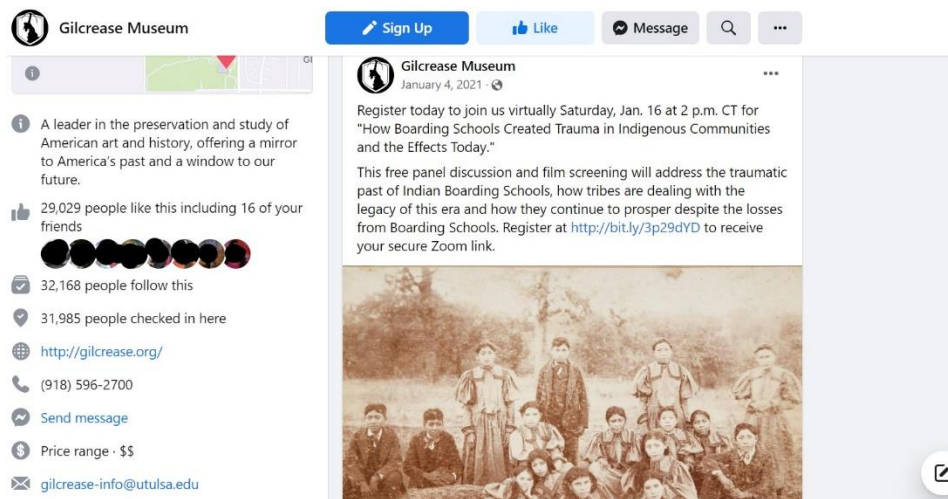 Gilcrease Museum
Sign Up
Like
Message
A leader in the preservation and study of
American art and history, offering a mirror
to America's past and a window to our
future.
29,029 people like this including 16 of your
friends
32,168 people follow this
31,985 people checked in here
http://gilcrease.org/
(918) 596-2700
Send message
Price range · $$
gilcrease-info@utulsa.edu
Gilcrease Museum
January 4, 2021 ·
Register today to join us virtually Saturday, Jan. 16 at 2 p.m. CT for
"How Boarding Schools Created Trauma in Indigenous Communities
and the Effects Today."
This free panel discussion and film screening will address the traumatic
past of Indian Boarding Schools, how tribes are dealing with the
legacy of this era and how they continue to prosper despite the losses
from Boarding Schools. Register at http://bit.ly/3p29dYD to receive
your secure Zoom link.